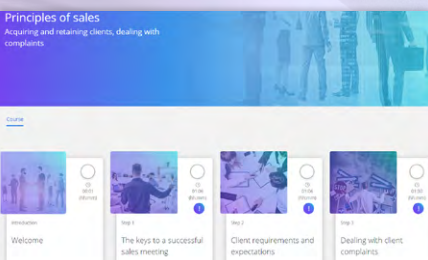 Principles of sales
Acquiring and retaining clients, dealing with
complaints
Course
Introduction
Welcome
Step 1
The keys to a successful
sales meeting
Step 2
Client requirements and
expectations
Step 3
Dealing with client
complaints